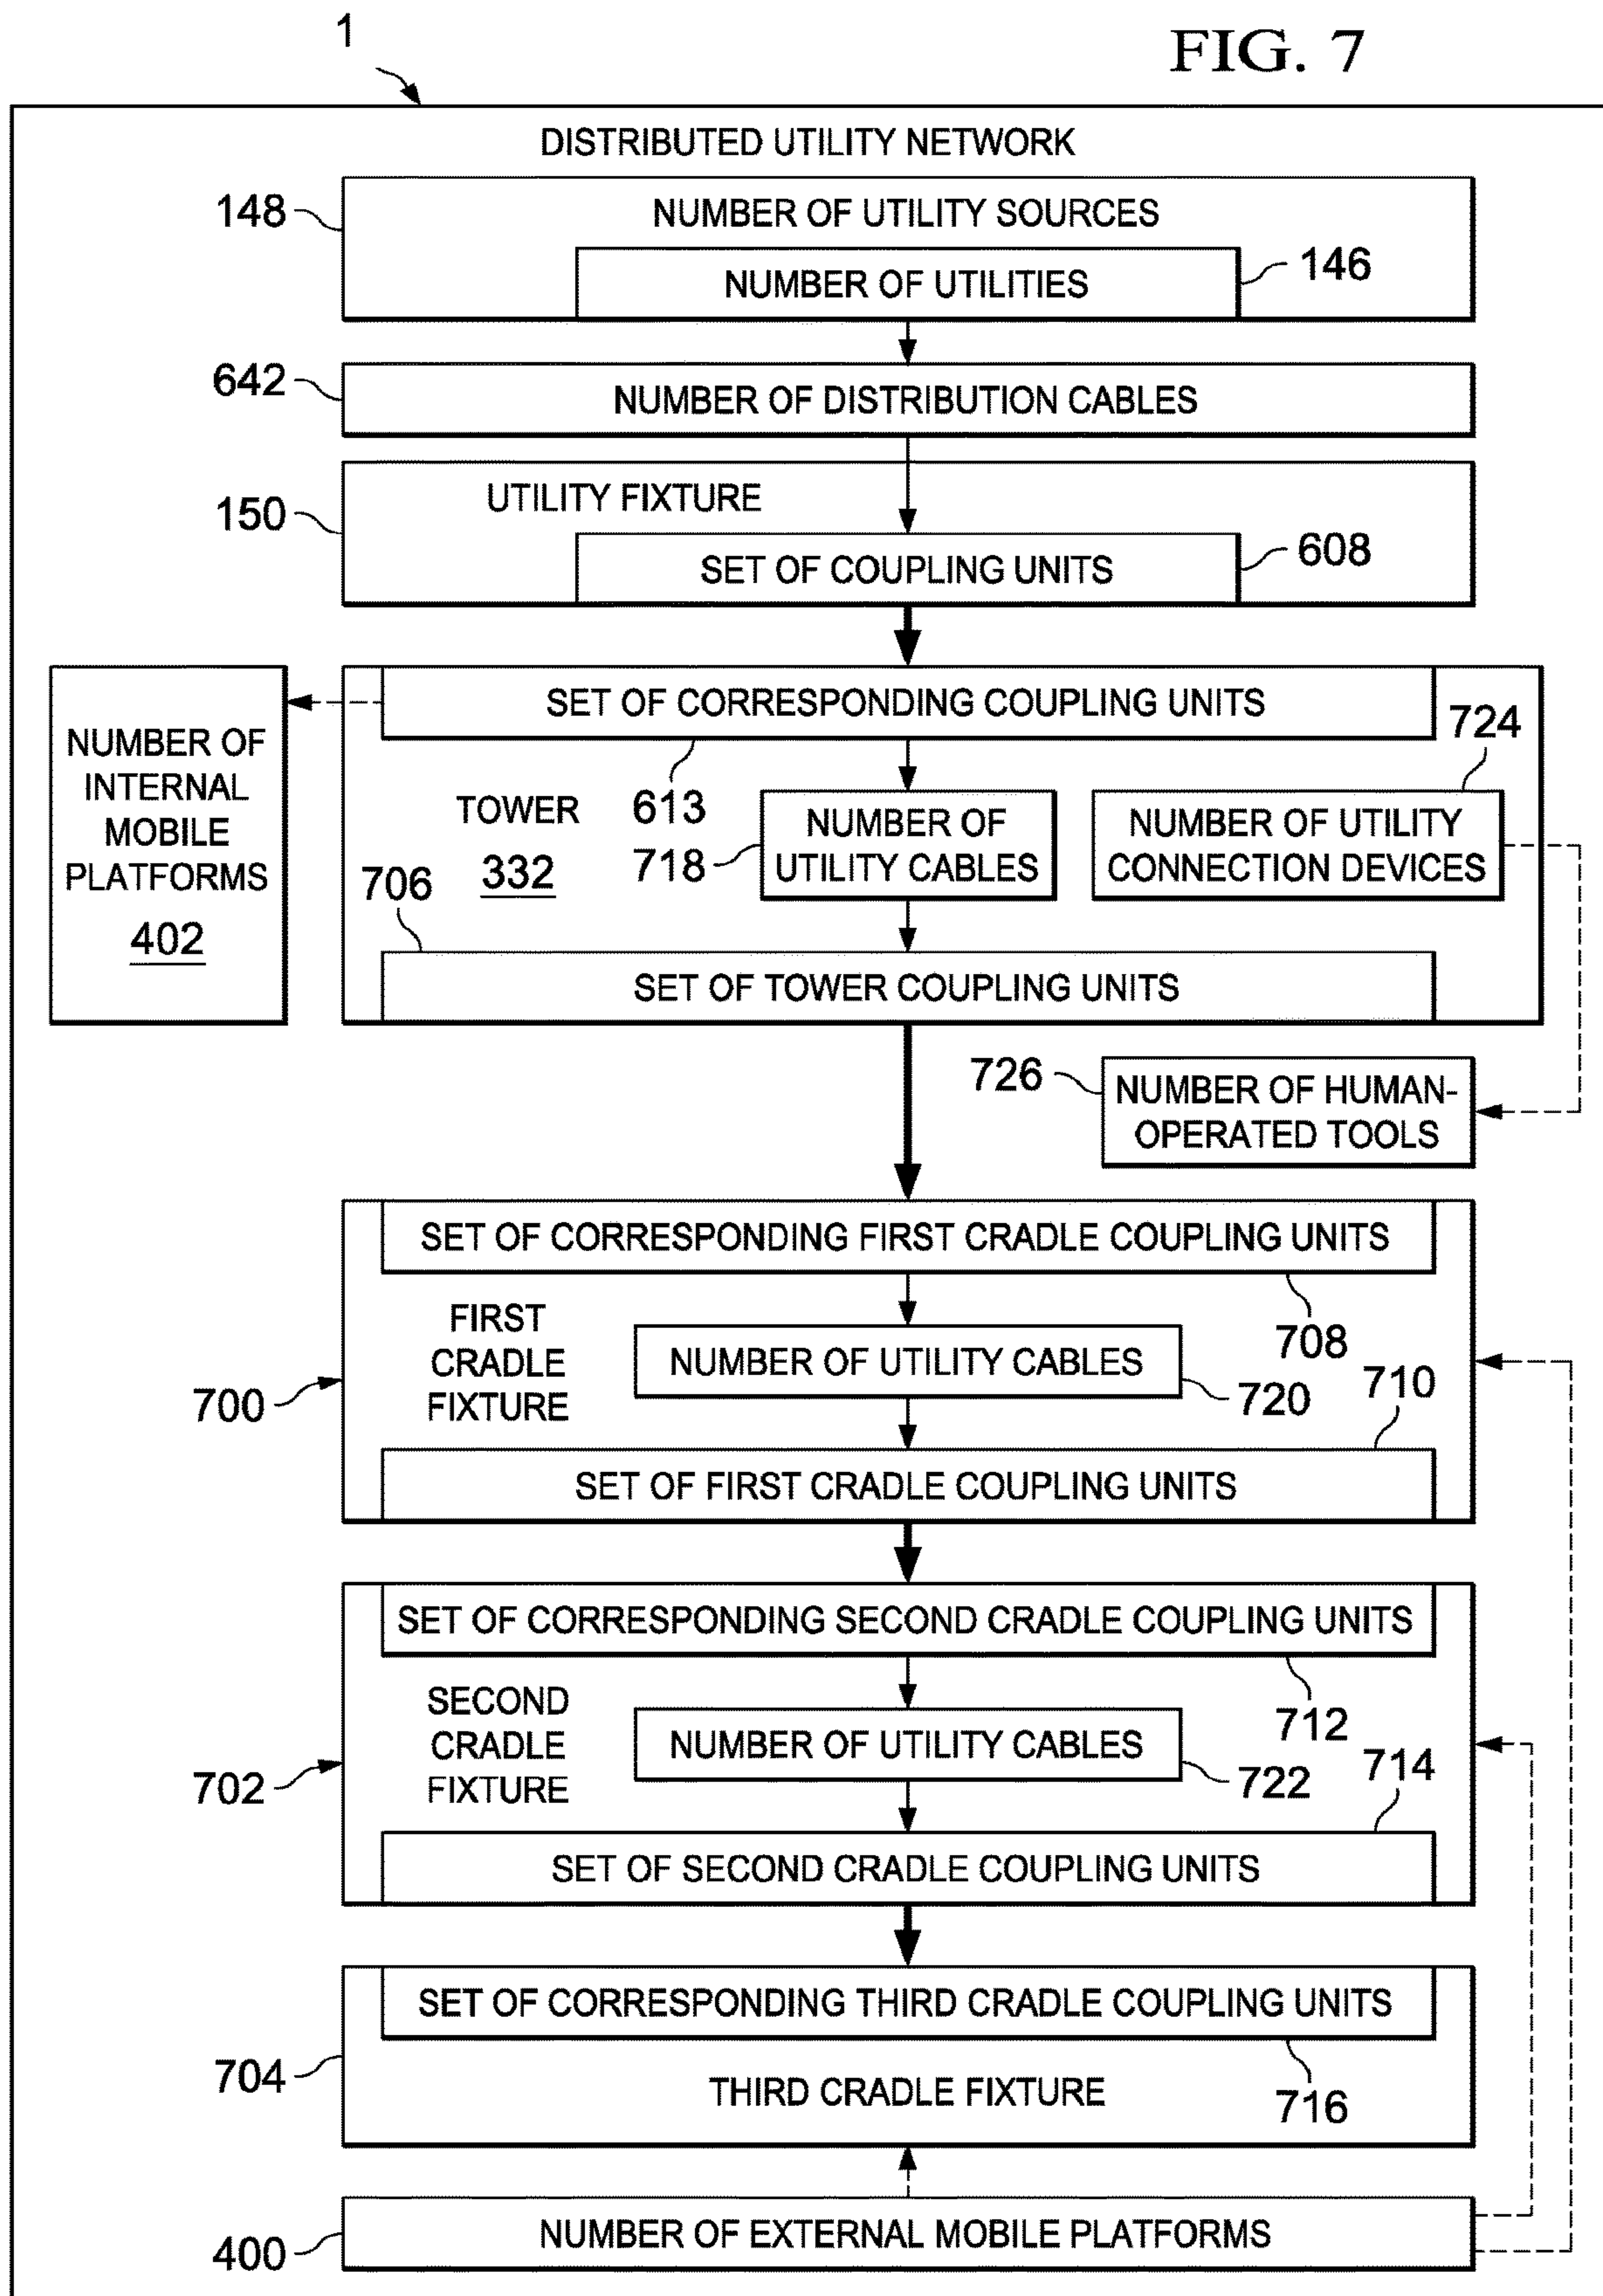 1
FIG. 7
DISTRIBUTED UTILITY NETWORK
148
NUMBER OF UTILITY SOURCES
NUMBER OF UTILITIES
146
642
NUMBER OF DISTRIBUTION CABLES
150
UTILITY FIXTURE
SET OF COUPLING UNITS
608
NUMBER OF
INTERNAL
MOBILE
PLATFORMS
402
SET OF CORRESPONDING COUPLING UNITS
613
TOWER
332
718
NUMBER OF
UTILITY CABLES
724
NUMBER OF UTILITY
CONNECTION DEVICES
706
SET OF TOWER COUPLING UNITS
726
NUMBER OF HUMAN-
OPERATED TOOLS
SET OF CORRESPONDING FIRST CRADLE COUPLING UNITS
708
700
FIRST
CRADLE
FIXTURE
NUMBER OF UTILITY CABLES
720
710
SET OF FIRST CRADLE COUPLING UNITS
SET OF CORRESPONDING SECOND CRADLE COUPLING UNITS
712
702
SECOND
CRADLE
FIXTURE
NUMBER OF UTILITY CABLES
722
714
SET OF SECOND CRADLE COUPLING UNITS
SET OF CORRESPONDING THIRD CRADLE COUPLING UNITS
716
704
THIRD CRADLE FIXTURE
400
NUMBER OF EXTERNAL MOBILE PLATFORMS